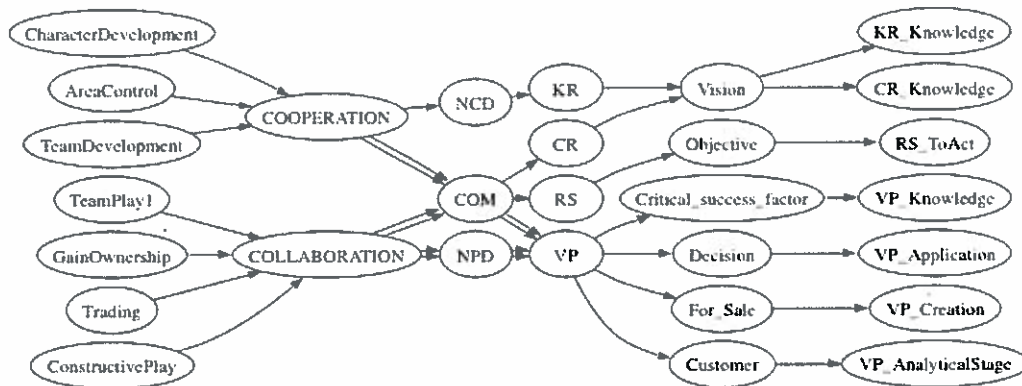 CharacterDevelopment
AreaControl
TeamDevelopment
TeamPlay1
GainOwnership
Trading
ConstructivePlay
COOPERATION
COLLABORATION
NCD
COM
NPD
KR
CR
RS
VP
Vision
Objective
Critical_success_factor
Decision
For_Sale
Customer
KR_Knowledge
CR_Knowledge
RS_ToAct
VP_Knowledge
VP_Application
VP_Creation
VP_AnalyticalStage